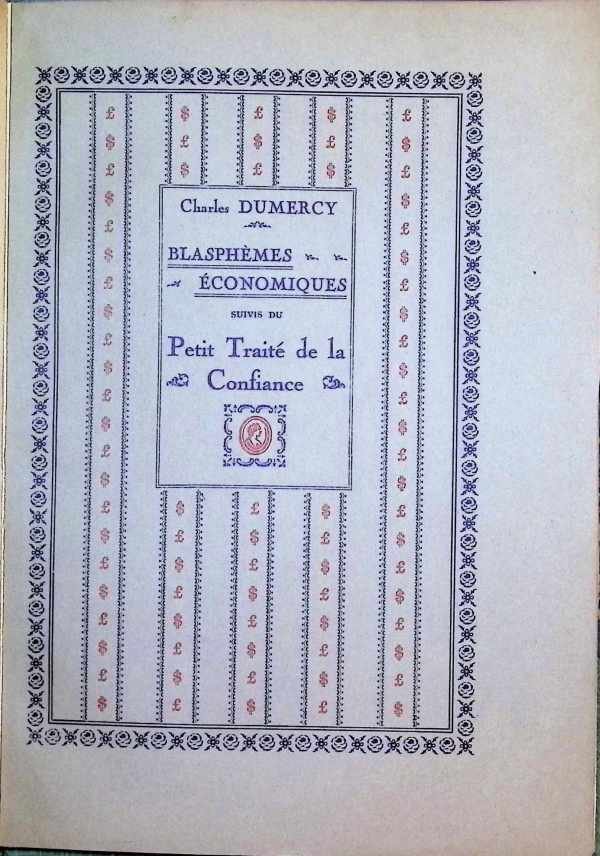 Charles DUMERCY
BLASPHÈMES
ÉCONOMIQUES
SUIVIS DU
Petit Traité de la
Confiance